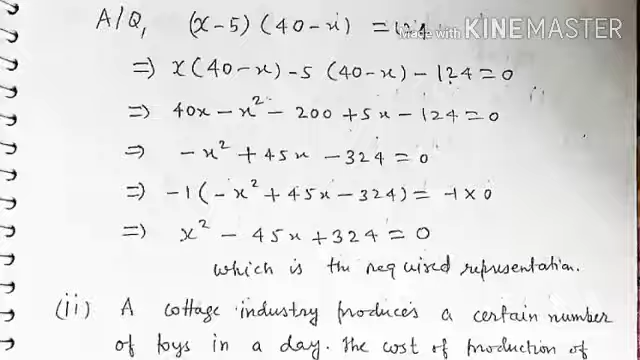 Made with KINEMASTER
A/Q, (x-5) (40-x) = 124
=) x(40-x) -5 (40-x) - 124 = 0
=) 40x - x² - 200 + 5x - 124 = 0
=) -x² + 45x - 324 = 0
=) -1(-x² + 45x - 324) = -1 × 0
=) x² - 45x + 324 = 0
which is the required representation.
(ii) A cottage industry produces a certain number
of toys in a day. The cost of production of